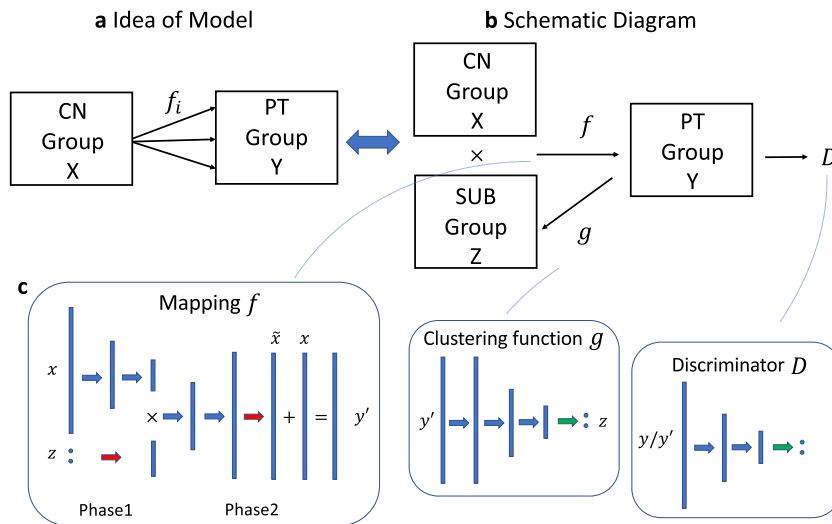 a Idea of Model
b Schematic Diagram
CN
Group
X
f_i
PT
Group
Y
CN
Group
X
×
SUB
Group
Z
f
g
PT
Group
Y
D
c
Mapping f
x
z
×
x̃
x
+
=
y′
Phase1
Phase2
Clustering function g
y′
z
Discriminator D
y/y′